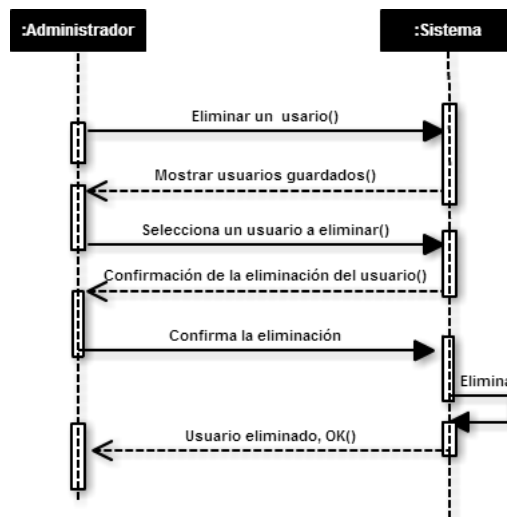 :Administrador
:Sistema
Eliminar un usario()
Mostrar usuarios guardados()
Selecciona un usuario a eliminar()
Confirmación de la eliminación del usuario()
Confirma la eliminación
Elimina
Usuario eliminado, OK()